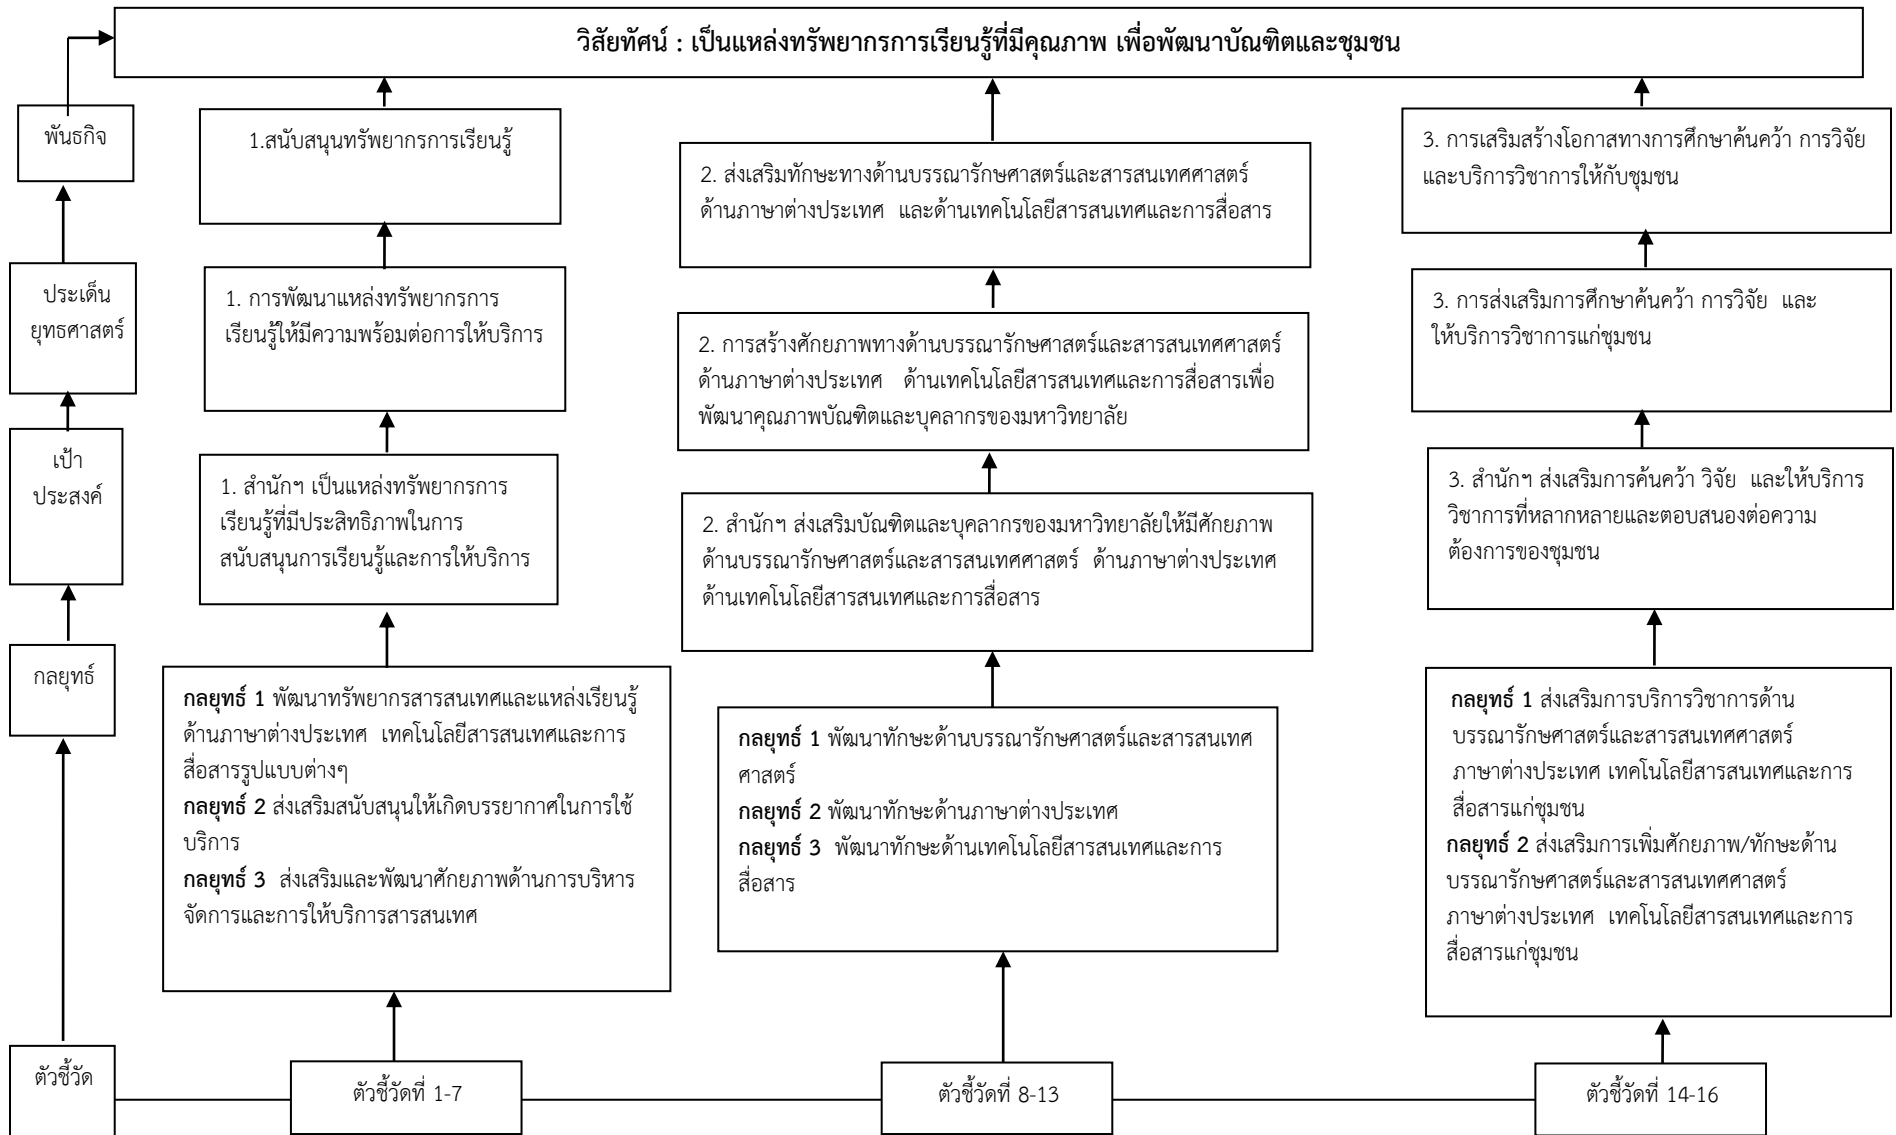 วิสัยทัศน์ : เป็นแหล่งทรัพยากรการเรียนรู้ที่มีคุณภาพ เพื่อพัฒนาบัณฑิตและชุมชน
พันธกิจ
1.สนับสนุนทรัพยากรการเรียนรู้
2. ส่งเสริมทักษะทางด้านบรรณารักษศาสตร์และสารสนเทศศาสตร์
ด้านภาษาต่างประเทศ และด้านเทคโนโลยีสารสนเทศและการสื่อสาร
3. การเสริมสร้างโอกาสทางการศึกษาค้นคว้า การวิจัย
และบริการวิชาการให้กับชุมชน
ประเด็น
ยุทธศาสตร์
1. การพัฒนาแหล่งทรัพยากรการ
เรียนรู้ให้มีความพร้อมต่อการให้บริการ
2. การสร้างศักยภาพทางด้านบรรณารักษศาสตร์และสารสนเทศศาสตร์
ด้านภาษาต่างประเทศ ด้านเทคโนโลยีสารสนเทศและการสื่อสารเพื่อ
พัฒนาคุณภาพบัณฑิตและบุคลากรของมหาวิทยาลัย
3. การส่งเสริมการศึกษาค้นคว้า การวิจัย และ
ให้บริการวิชาการแก่ชุมชน
เป้า
ประสงค์
1. สำนักฯ เป็นแหล่งทรัพยากรการ
เรียนรู้ที่มีประสิทธิภาพในการ
สนับสนุนการเรียนรู้และการให้บริการ
2. สำนักฯ ส่งเสริมบัณฑิตและบุคลากรของมหาวิทยาลัยให้มีศักยภาพ
ด้านบรรณารักษศาสตร์และสารสนเทศศาสตร์ ด้านภาษาต่างประเทศ
ด้านเทคโนโลยีสารสนเทศและการสื่อสาร
3. สำนักฯ ส่งเสริมการค้นคว้า วิจัย และให้บริการ
วิชาการที่หลากหลายและตอบสนองต่อความ
ต้องการของชุมชน
กลยุทธ์
กลยุทธ์ 1 พัฒนาทรัพยากรสารสนเทศและแหล่งเรียนรู้
ด้านภาษาต่างประเทศ เทคโนโลยีสารสนเทศและการ
สื่อสารรูปแบบต่างๆ
กลยุทธ์ 2 ส่งเสริมสนับสนุนให้เกิดบรรยากาศในการใช้
บริการ
กลยุทธ์ 3 ส่งเสริมและพัฒนาศักยภาพด้านการบริหาร
จัดการและการให้บริการสารสนเทศ
กลยุทธ์ 1 พัฒนาทักษะด้านบรรณารักษศาสตร์และสารสนเทศ
ศาสตร์
กลยุทธ์ 2 พัฒนาทักษะด้านภาษาต่างประเทศ
กลยุทธ์ 3 พัฒนาทักษะด้านเทคโนโลยีสารสนเทศและการ
สื่อสาร
กลยุทธ์ 1 ส่งเสริมการบริการวิชาการด้าน
บรรณารักษศาสตร์และสารสนเทศศาสตร์
ภาษาต่างประเทศ เทคโนโลยีสารสนเทศและการ
สื่อสารแก่ชุมชน
กลยุทธ์ 2 ส่งเสริมการเพิ่มศักยภาพ/ทักษะด้าน
บรรณารักษศาสตร์และสารสนเทศศาสตร์
ภาษาต่างประเทศ เทคโนโลยีสารสนเทศและการ
สื่อสารแก่ชุมชน
ตัวชี้วัด
ตัวชี้วัดที่ 1-7
ตัวชี้วัดที่ 8-13
ตัวชี้วัดที่ 14-16